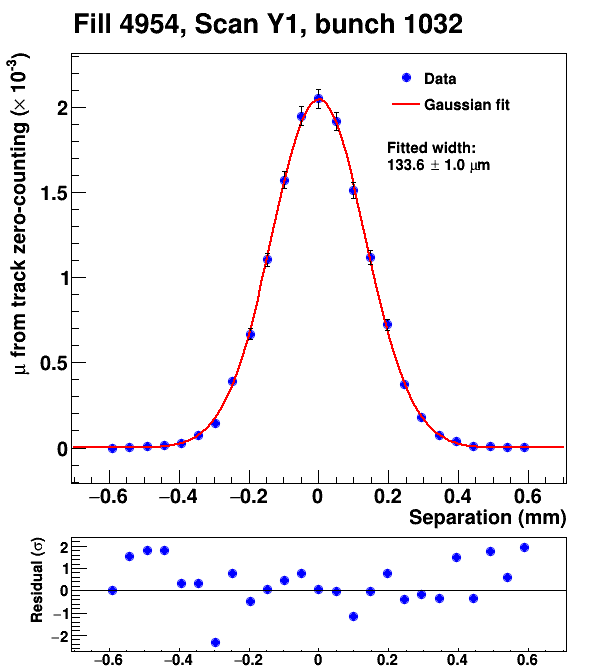 Fill 4954, Scan Y1, bunch 1032
μ from track zero-counting (× 10⁻³)
Data
Gaussian fit
Fitted width:
133.6 ± 1.0 μm
2
1.5
1
0.5
0
−0.6 −0.4 −0.2 0 0.2 0.4 0.6
Separation (mm)
Residual (σ)
2
1
0
−1
−2
−0.6 −0.4 −0.2 0 0.2 0.4 0.6